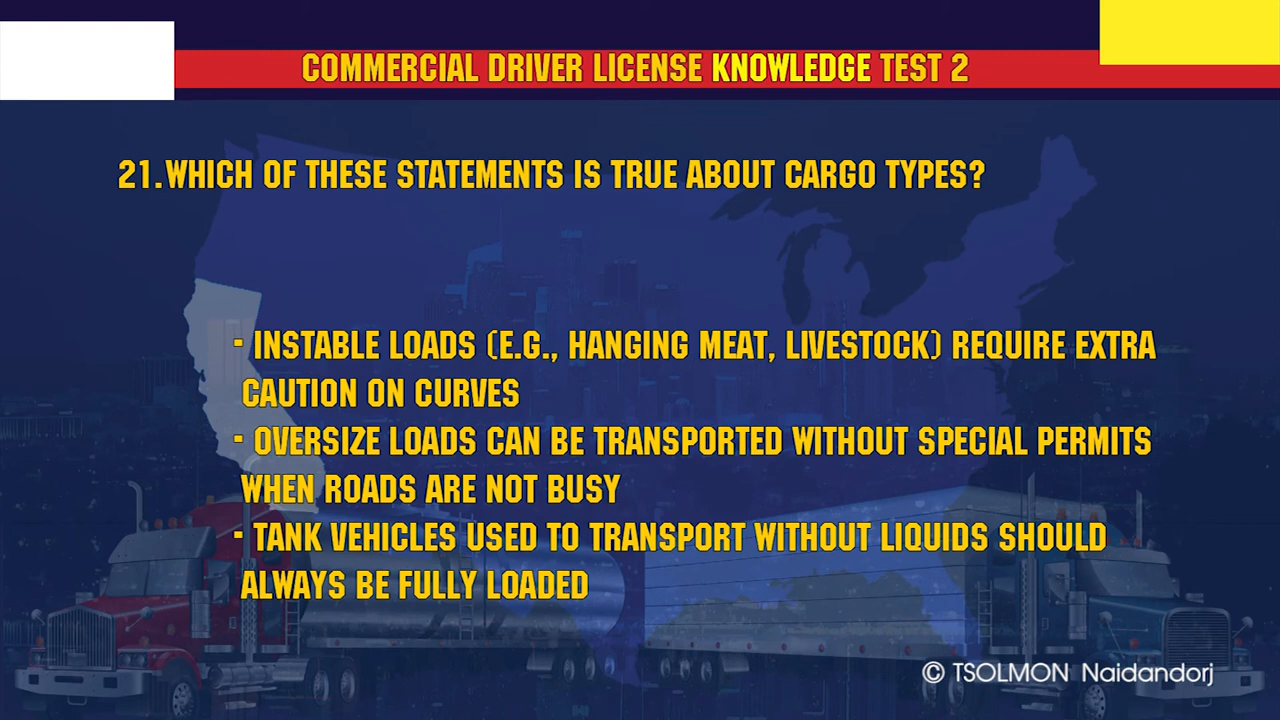 COMMERCIAL DRIVER LICENSE KNOWLEDGE TEST 2
21.WHICH OF THESE STATEMENTS IS TRUE ABOUT CARGO TYPES?
- INSTABLE LOADS (E.G., HANGING MEAT, LIVESTOCK) REQUIRE EXTRA
CAUTION ON CURVES
- OVERSIZE LOADS CAN BE TRANSPORTED WITHOUT SPECIAL PERMITS
WHEN ROADS ARE NOT BUSY
- TANK VEHICLES USED TO TRANSPORT WITHOUT LIQUIDS SHOULD
ALWAYS BE FULLY LOADED
© TSOLMON Naidandorj